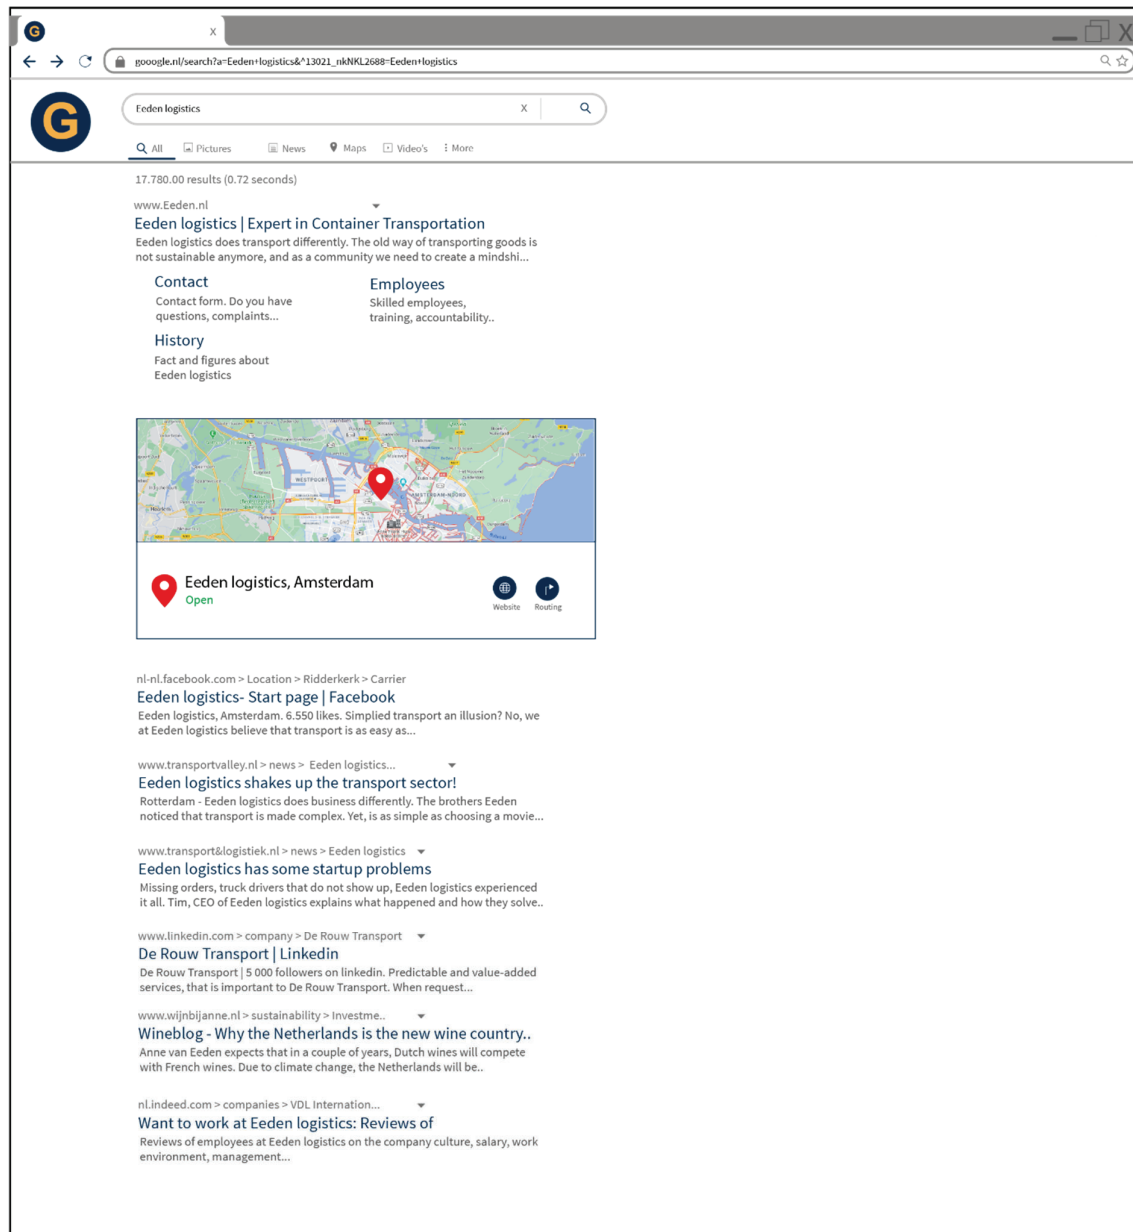 G
X
X
gooogle.nl/search?a=Eeden+logistics&^13021_nkNKL2688=Eeden+logistics
G
Eeden logistics
X
All Pictures News Maps Video's More
17.780.00 results (0.72 seconds)
www.Eeden.nl
Eeden logistics | Expert in Container Transportation
Eeden logistics does transport differently. The old way of transporting goods is
not sustainable anymore, and as a community we need to create a mindshi...
Contact
Contact form. Do you have
questions, complaints...
Employees
Skilled employees,
training, accountability..
History
Fact and figures about
Eeden logistics
WESTPOORT
AMSTERDAM-NOORD
Eeden logistics, Amsterdam
Open
Website
Routing
nl-nl.facebook.com > Location > Ridderkerk > Carrier
Eeden logistics- Start page | Facebook
Eeden logistics, Amsterdam. 6.550 likes. Simplied transport an illusion? No, we
at Eeden logistics believe that transport is as easy as...
www.transportvalley.nl > news > Eeden logistics...
Eeden logistics shakes up the transport sector!
Rotterdam - Eeden logistics does business differently. The brothers Eeden
noticed that transport is made complex. Yet, is as simple as choosing a movie...
www.transport&logistiek.nl > news > Eeden logistics
Eeden logistics has some startup problems
Missing orders, truck drivers that do not show up, Eeden logistics experienced
it all. Tim, CEO of Eeden logistics explains what happened and how they solve..
www.linkedin.com > company > De Rouw Transport
De Rouw Transport | Linkedin
De Rouw Transport | 5 000 followers on linkedin. Predictable and value-added
services, that is important to De Rouw Transport. When request...
www.wijnbijanne.nl > sustainability > Investme..
Wineblog - Why the Netherlands is the new wine country..
Anne van Eeden expects that in a couple of years, Dutch wines will compete
with French wines. Due to climate change, the Netherlands will be..
nl.indeed.com > companies > VDL Internation...
Want to work at Eeden logistics: Reviews of
Reviews of employees at Eeden logistics on the company culture, salary, work
environment, management...